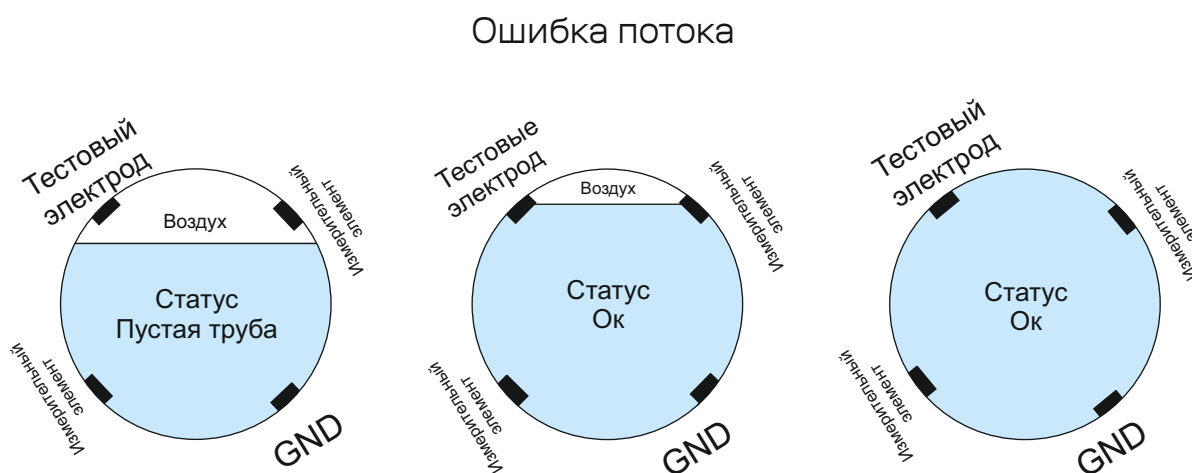 Ошибка потока
Тестовый
электрод
Измерительный
элемент
Воздух
Статус
Пустая труба
Измерительный
элемент
GND
Тестовые
электрод
Измерительный
элемент
Воздух
Статус
Ок
Измерительный
элемент
GND
Тестовый
электрод
Измерительный
элемент
Статус
Ок
Измерительный
элемент
GND